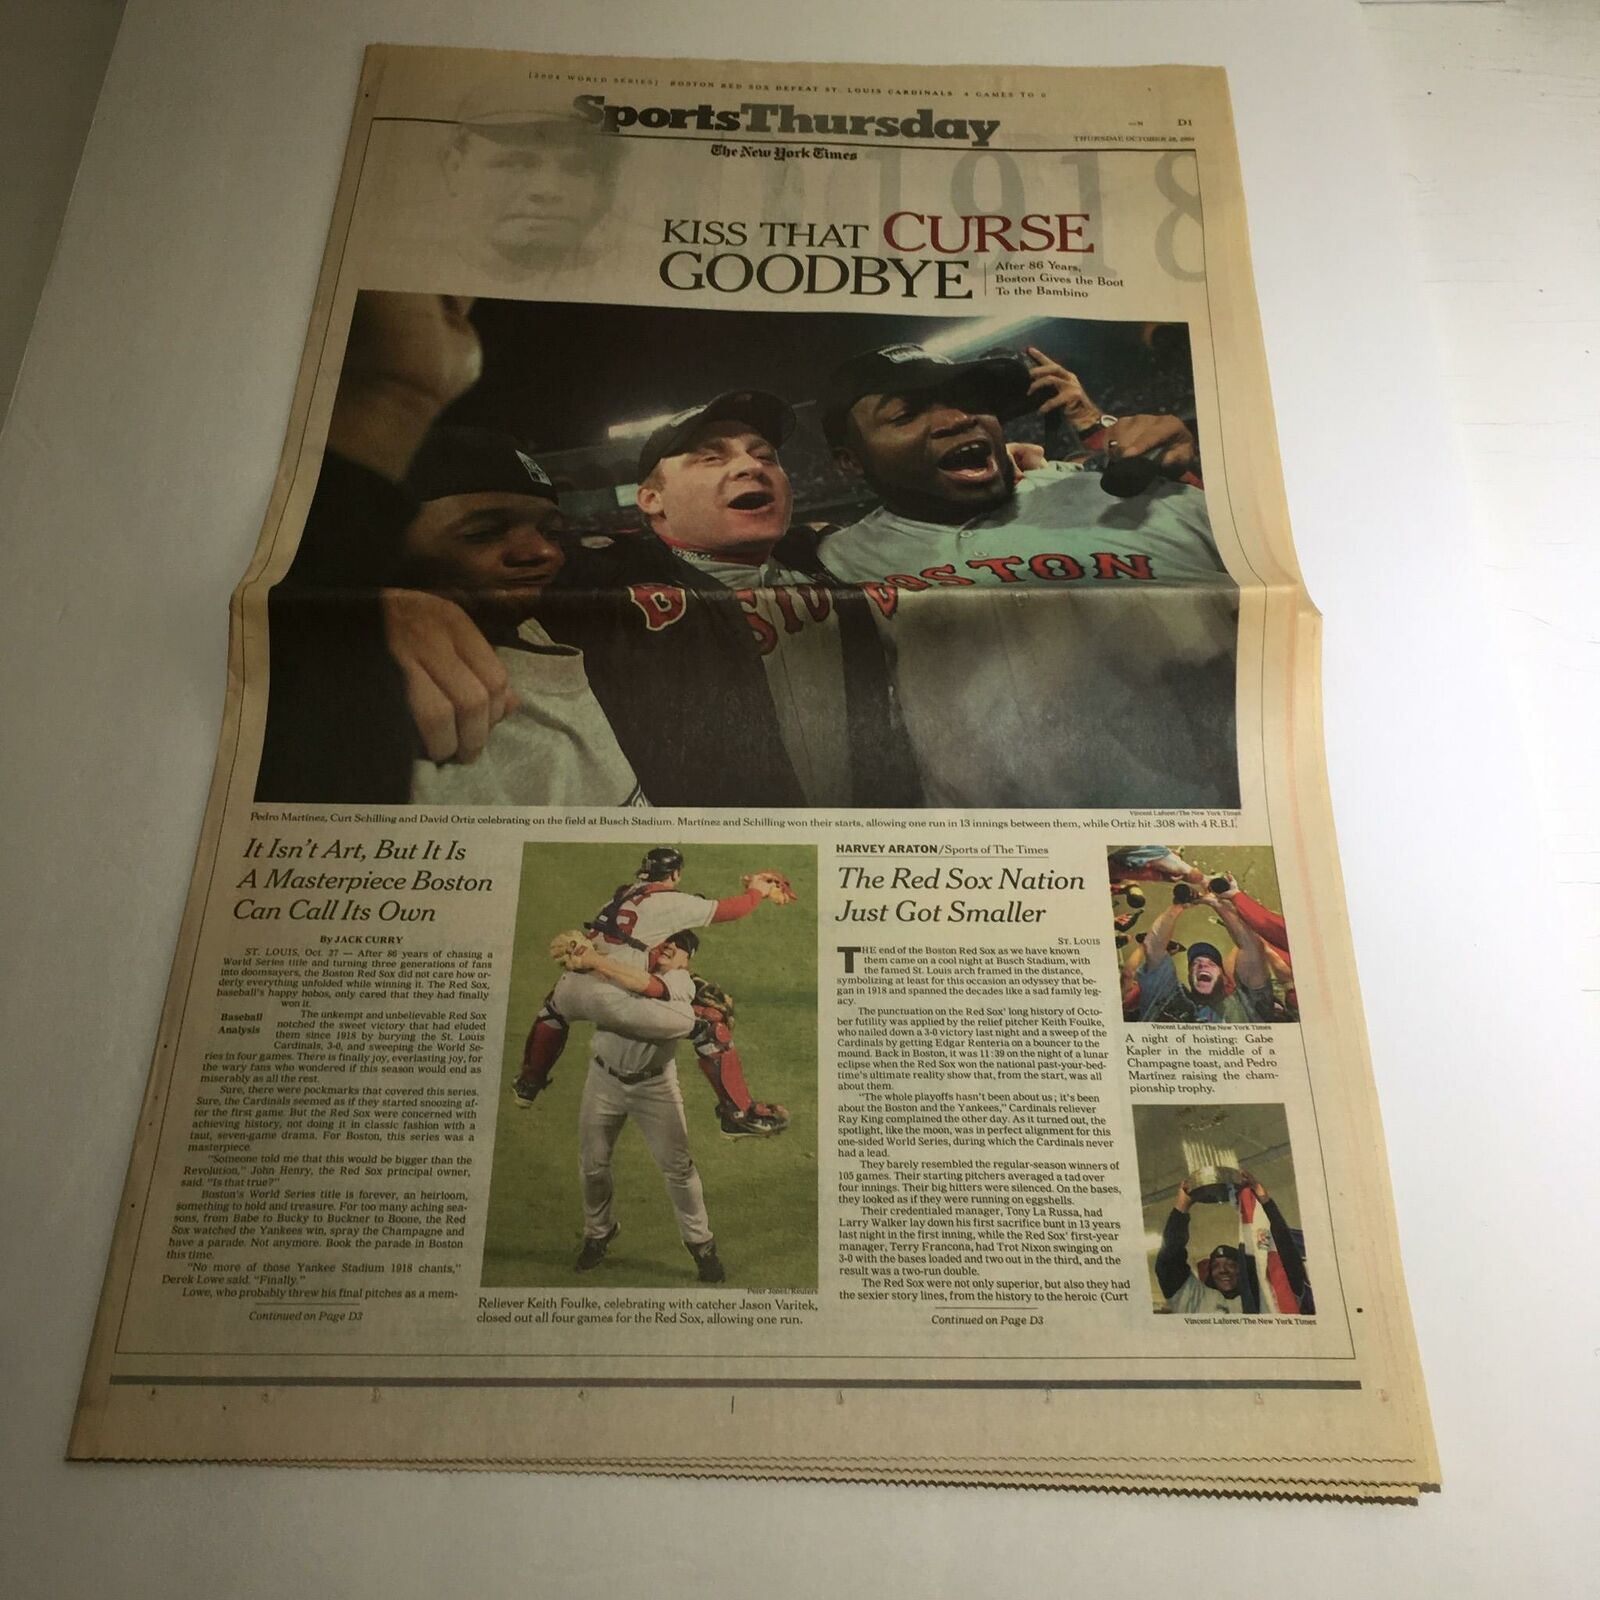 [2004 WORLD SERIES] BOSTON RED SOX DEFEAT ST. LOUIS CARDINALS 4 GAMES TO 0
SportsThursday
D1
THURSDAY, OCTOBER 28, 2004
The New York Times
1918
KISS THAT CURSE
GOODBYE
After 86 Years,
Boston Gives the Boot
To the Bambino
BOSTON
BOSTON
Vincent Laforet/The New York Times
Pedro Martínez, Curt Schilling and David Ortiz celebrating on the field at Busch Stadium. Martínez and Schilling won their starts, allowing one run in 13 innings between them, while Ortiz hit .308 with 4 R.B.I.
It Isn't Art, But It Is
A Masterpiece Boston
Can Call Its Own
By JACK CURRY
ST. LOUIS, Oct. 27 — After 86 years of chasing a
World Series title and turning three generations of fans
into doomsayers, the Boston Red Sox did not care how or-
derly everything unfolded while winning it. The Red Sox,
baseball's happy hobos, only cared that they had finally
won it.
Baseball
Analysis
The unkempt and unbelievable Red Sox
notched the sweet victory that had eluded
them since 1918 by burying the St. Louis
Cardinals, 3-0, and sweeping the World Se-
ries in four games. There is finally joy, everlasting joy, for
the wary fans who wondered if this season would end as
miserably as all the rest.
Sure, there were pockmarks that covered this series.
Sure, the Cardinals seemed as if they started snoozing af-
ter the first game. But the Red Sox were concerned with
achieving history, not doing it in classic fashion with a
taut, seven-game drama. For Boston, this series was a
masterpiece.
"Someone told me that this would be bigger than the
Revolution," John Henry, the Red Sox principal owner,
said. "Is that true?"
Boston's World Series title is forever, an heirloom,
something to hold and treasure. For too many aching sea-
sons, from Babe to Bucky to Buckner to Boone, the Red
Sox watched the Yankees win, spray the Champagne and
have a parade. Not anymore. Book the parade in Boston
this time.
"No more of those Yankee Stadium 1918 chants,"
Derek Lowe said. "Finally."
Lowe, who probably threw his final pitches as a mem-
Continued on Page D3
Peter Jones/Reuters
Reliever Keith Foulke, celebrating with catcher Jason Varitek,
closed out all four games for the Red Sox, allowing one run.
HARVEY ARATON/Sports of The Times
The Red Sox Nation
Just Got Smaller
ST. LOUIS
THE end of the Boston Red Sox as we have known
them came on a cool night at Busch Stadium, with
the famed St. Louis arch framed in the distance,
symbolizing at least for this occasion an odyssey that be-
gan in 1918 and spanned the decades like a sad family leg-
acy.
The punctuation on the Red Sox' long history of Octo-
ber futility was applied by the relief pitcher Keith Foulke,
who nailed down a 3-0 victory last night and a sweep of the
Cardinals by getting Edgar Renteria on a bouncer to the
mound. Back in Boston, it was 11:39 on the night of a lunar
eclipse when the Red Sox won the national past-your-bed-
time's ultimate reality show that, from the start, was all
about them.
"The whole playoffs hasn't been about us; it's been
about the Boston and the Yankees," Cardinals reliever
Ray King complained the other day. As it turned out, the
spotlight, like the moon, was in perfect alignment for this
one-sided World Series, during which the Cardinals never
had a lead.
They barely resembled the regular-season winners of
105 games. Their starting pitchers averaged a tad over
four innings. Their big hitters were silenced. On the bases,
they looked as if they were running on eggshells.
Their credentialed manager, Tony La Russa, had
Larry Walker lay down his first sacrifice bunt in 13 years
last night in the first inning, while the Red Sox' first-year
manager, Terry Francona, had Trot Nixon swinging on
3-0 with the bases loaded and two out in the third, and the
result was a two-run double.
The Red Sox were not only superior, but also they had
the sexier story lines, from the history to the heroic (Curt
Continued on Page D3
Vincent Laforet/The New York Times
A night of hoisting: Gabe
Kapler in the middle of a
Champagne toast, and Pedro
Martínez raising the cham-
pionship trophy.
Vincent Laforet/The New York Times